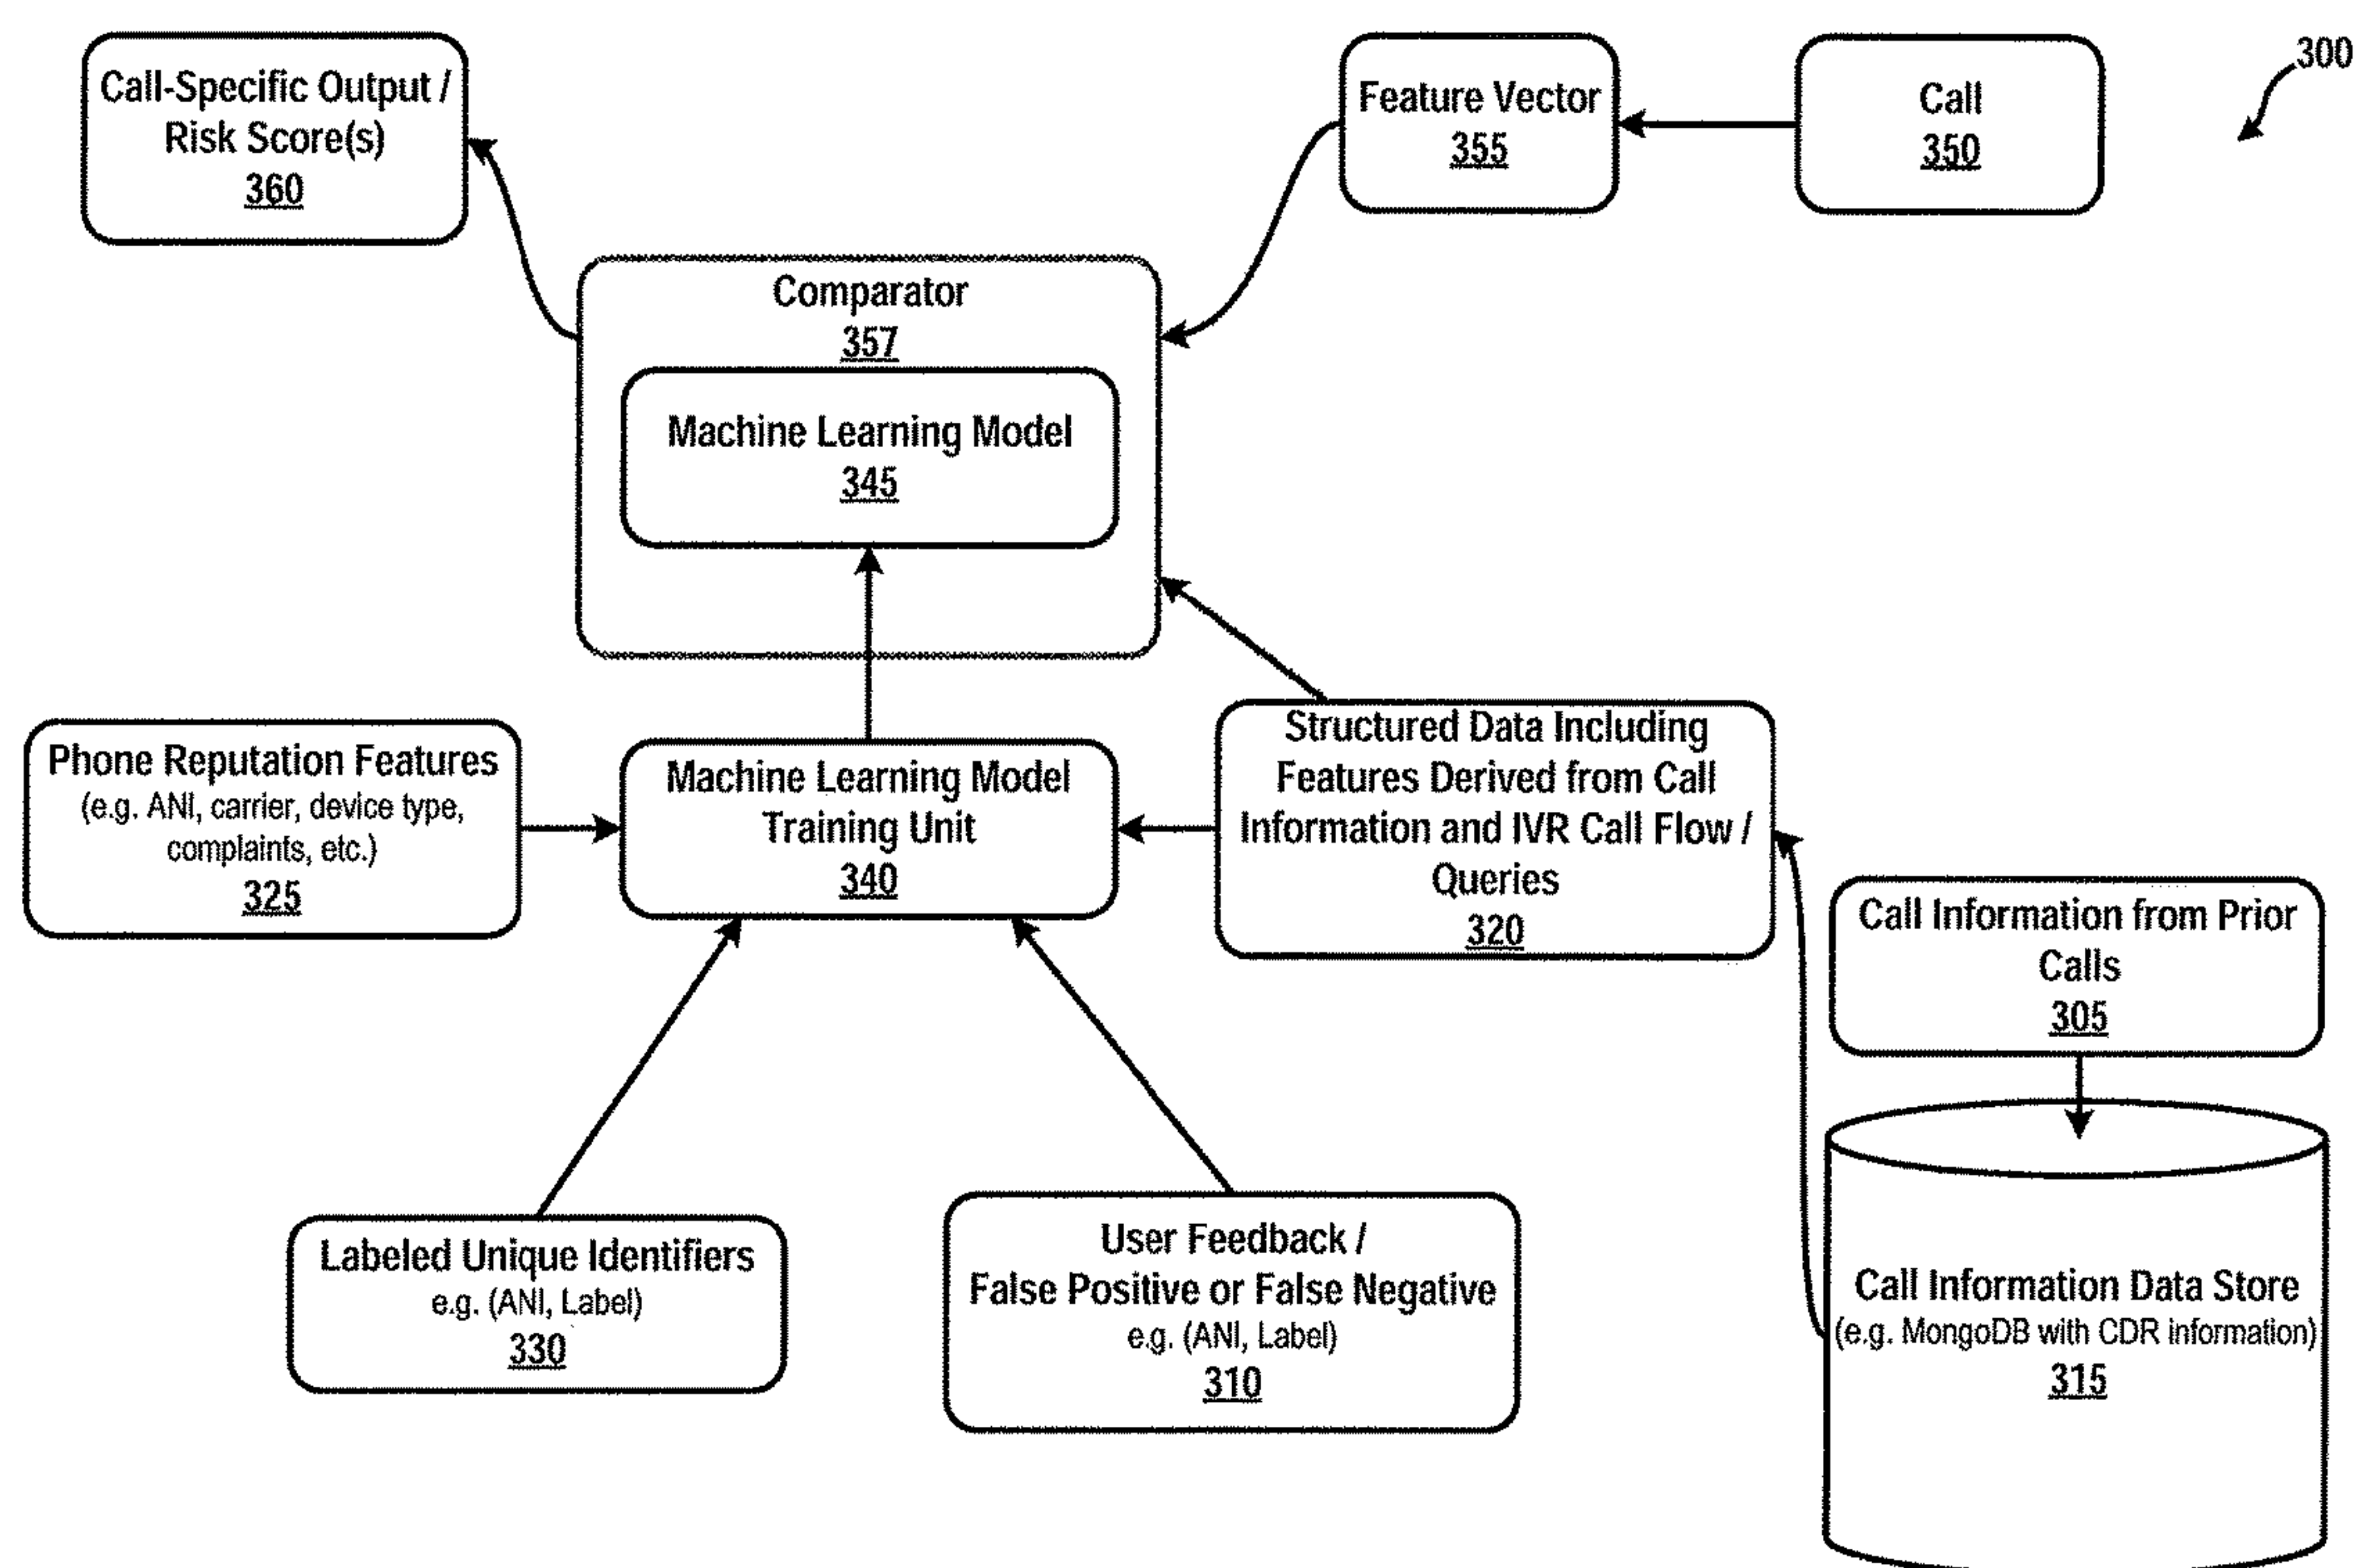 Call-Specific Output /
Risk Score(s)
360
Feature Vector
355
Call
350
300
Comparator
357
Machine Learning Model
345
Phone Reputation Features
(e.g. ANI, carrier, device type,
complaints, etc.)
325
Machine Learning Model
Training Unit
340
Structured Data Including
Features Derived from Call
Information and IVR Call Flow /
Queries
320
Call Information from Prior
Calls
305
Labeled Unique Identifiers
e.g. (ANI, Label)
330
User Feedback /
False Positive or False Negative
e.g. (ANI, Label)
310
Call Information Data Store
(e.g. MongoDB with CDR information)
315